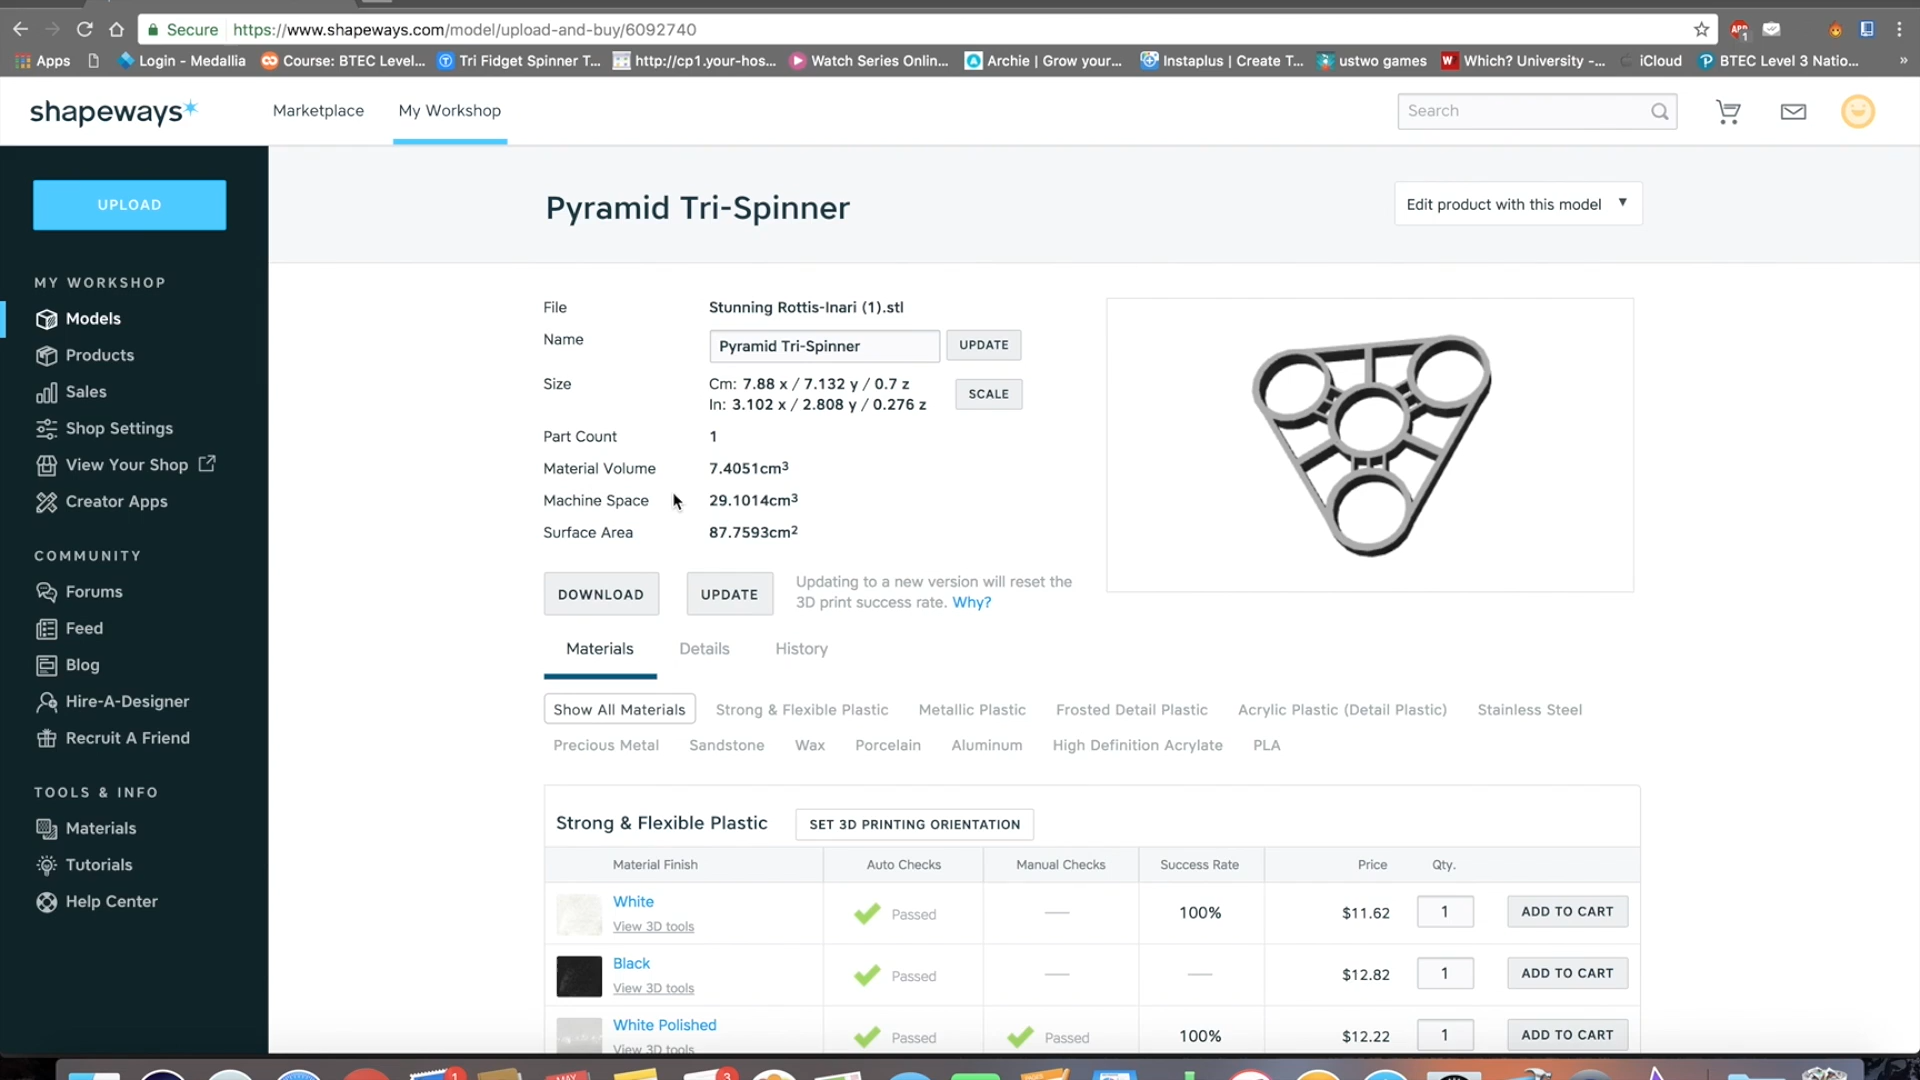 Secure https://www.shapeways.com/model/upload-and-buy/6092740
Apps Login - Medallia Course: BTEC Level... Tri Fidget Spinner T... http://cp1.your-hos... Watch Series Onlin... Archie | Grow your... Instaplus | Create T... ustwo games Which? University -... iCloud BTEC Level 3 Natio... »
shapeways Marketplace My Workshop Search
UPLOAD
Pyramid Tri-Spinner
Edit product with this model
MY WORKSHOP
Models
Products
Sales
Shop Settings
View Your Shop
Creator Apps
COMMUNITY
Forums
Feed
Blog
Hire-A-Designer
Recruit A Friend
TOOLS & INFO
Materials
Tutorials
Help Center
File Stunning Rottis-Inari (1).stl
Name Pyramid Tri-Spinner UPDATE
Size Cm: 7.88 x / 7.132 y / 0.7 z
In: 3.102 x / 2.808 y / 0.276 z
SCALE
Part Count 1
Material Volume 7.4051cm³
Machine Space 29.1014cm³
Surface Area 87.7593cm²
DOWNLOAD UPDATE
Updating to a new version will reset the
3D print success rate. Why?
Materials Details History
Show All Materials Strong & Flexible Plastic Metallic Plastic Frosted Detail Plastic Acrylic Plastic (Detail Plastic) Stainless Steel
Precious Metal Sandstone Wax Porcelain Aluminum High Definition Acrylate PLA
Strong & Flexible Plastic SET 3D PRINTING ORIENTATION
Material Finish Auto Checks Manual Checks Success Rate Price Qty.
White
View 3D tools
Passed — 100% $11.62 1 ADD TO CART
Black
View 3D tools
Passed — — $12.82 1 ADD TO CART
White Polished
View 3D tools
Passed Passed 100% $12.22 1 ADD TO CART